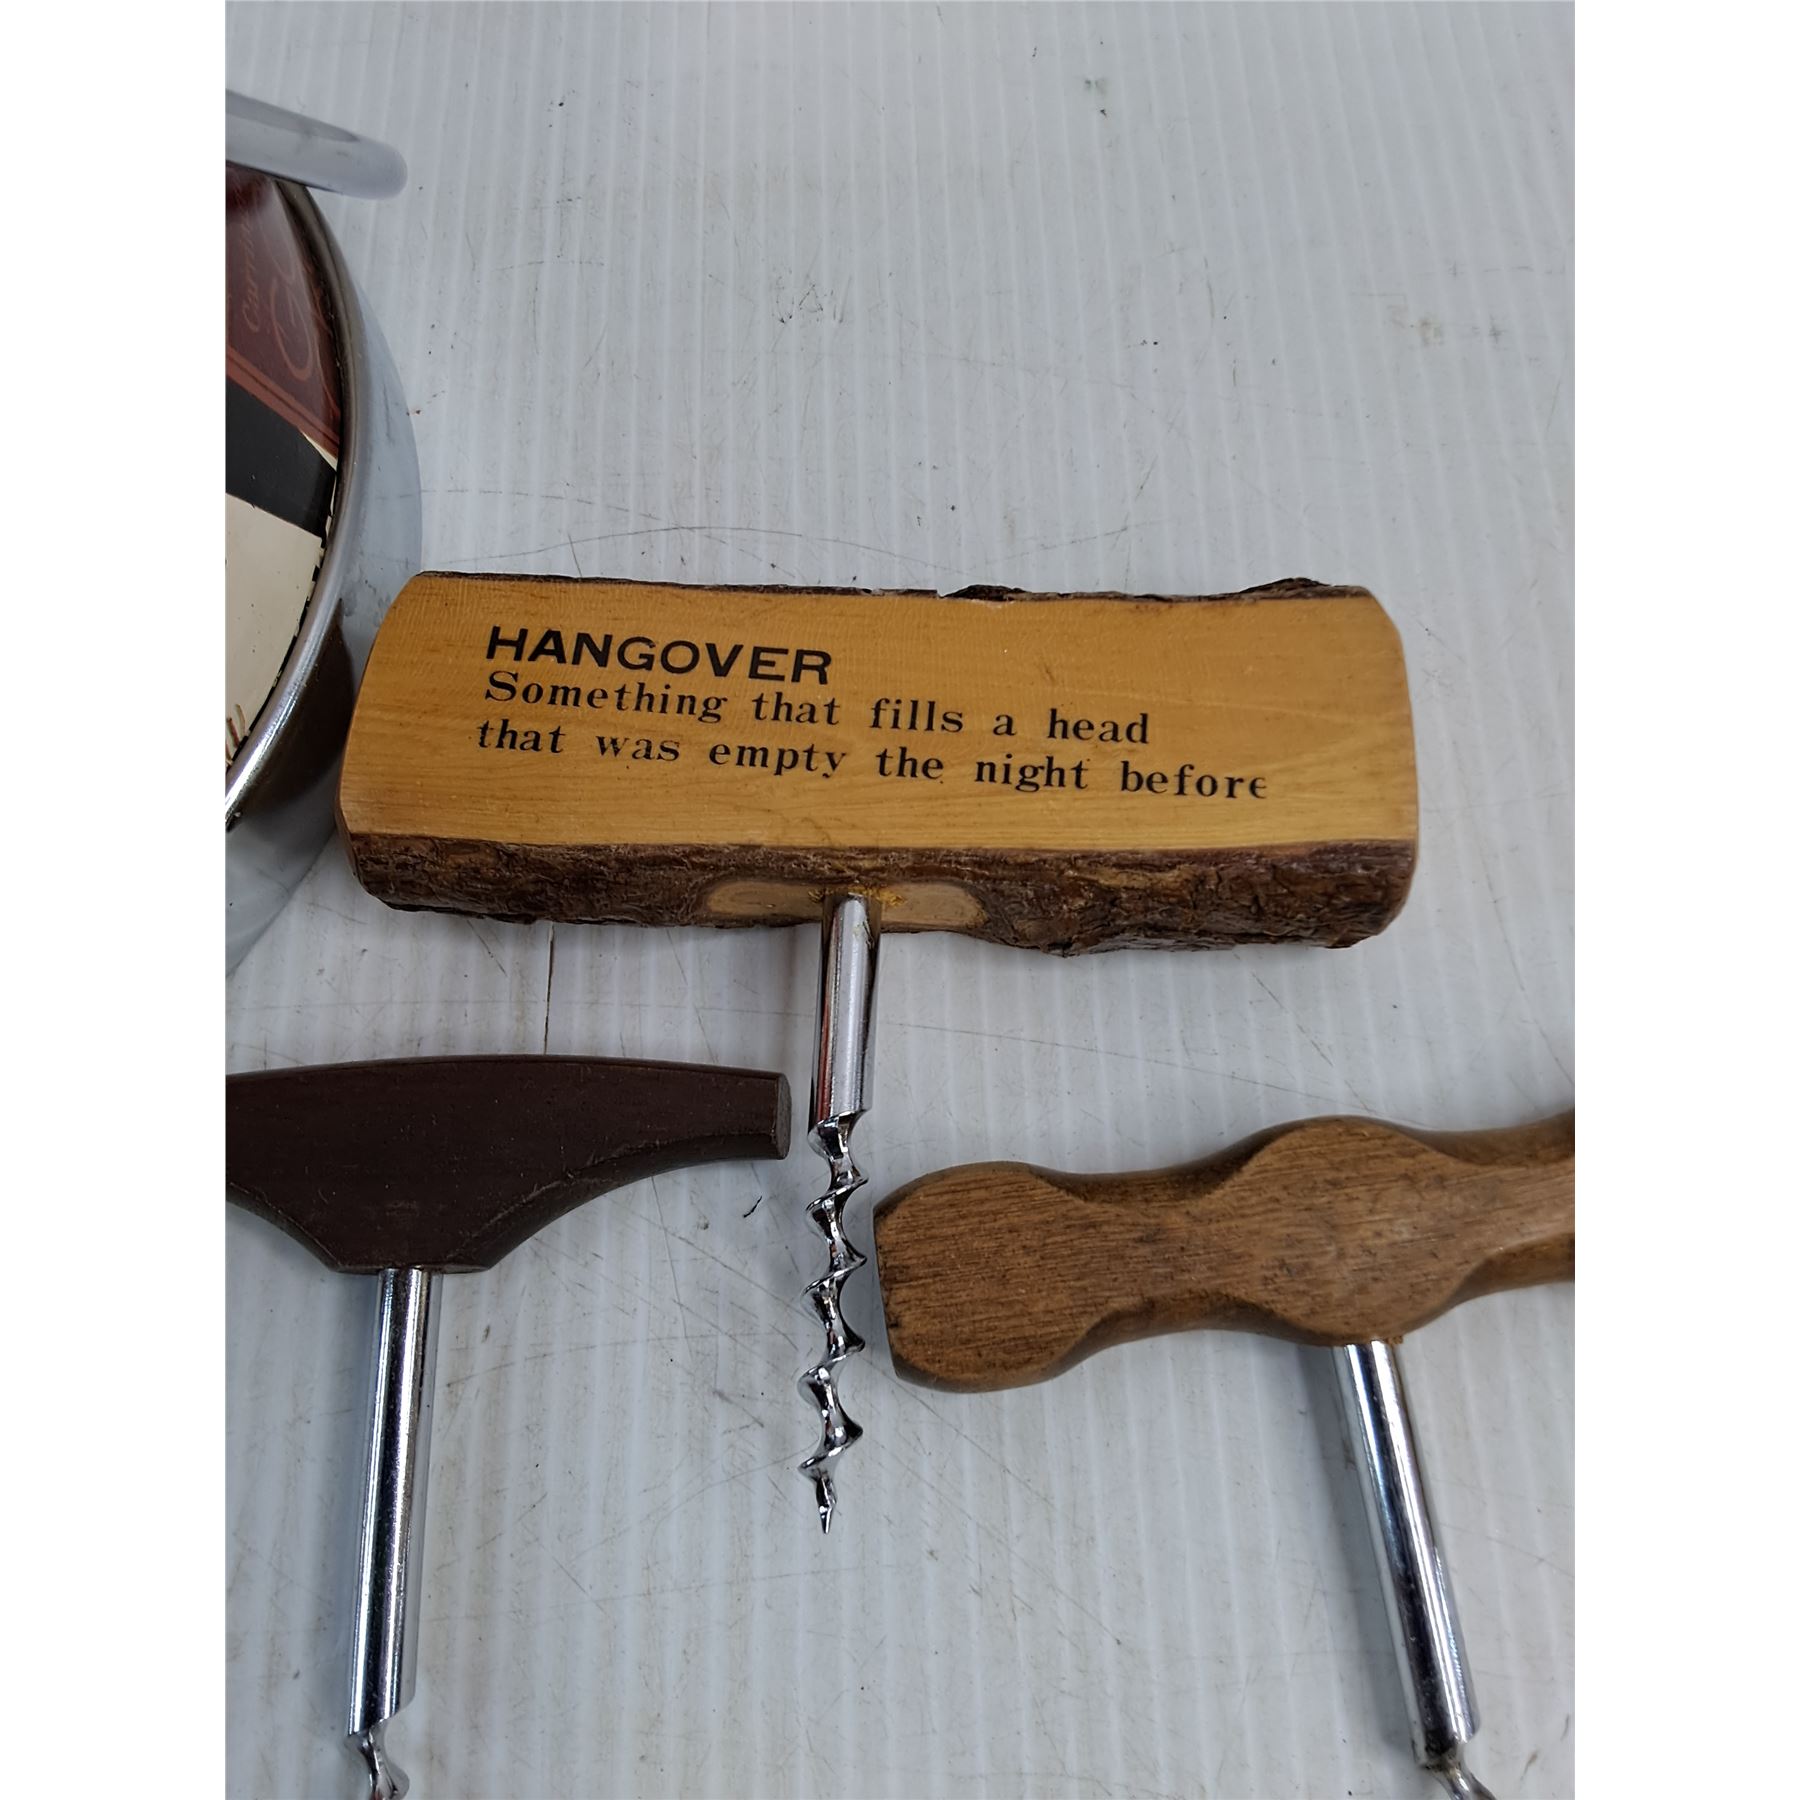 HANGOVER
Something that fills a head
that was empty the night before